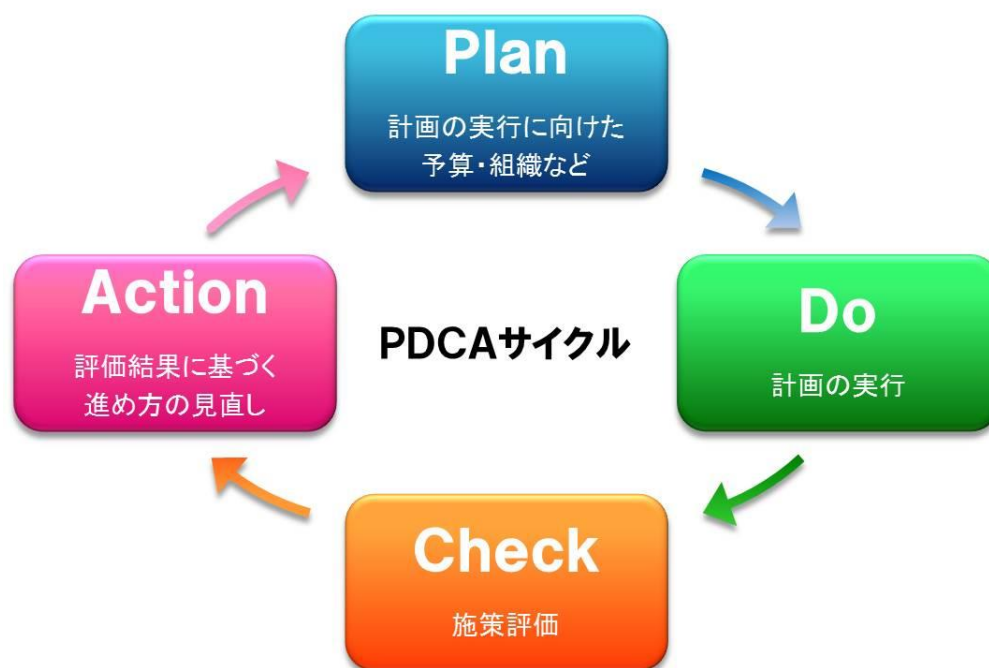 Plan
計画の実行に向けた
予算・組織など
Action
評価結果に基づく
進め方の見直し
PDCAサイクル
Do
計画の実行
Check
施策評価